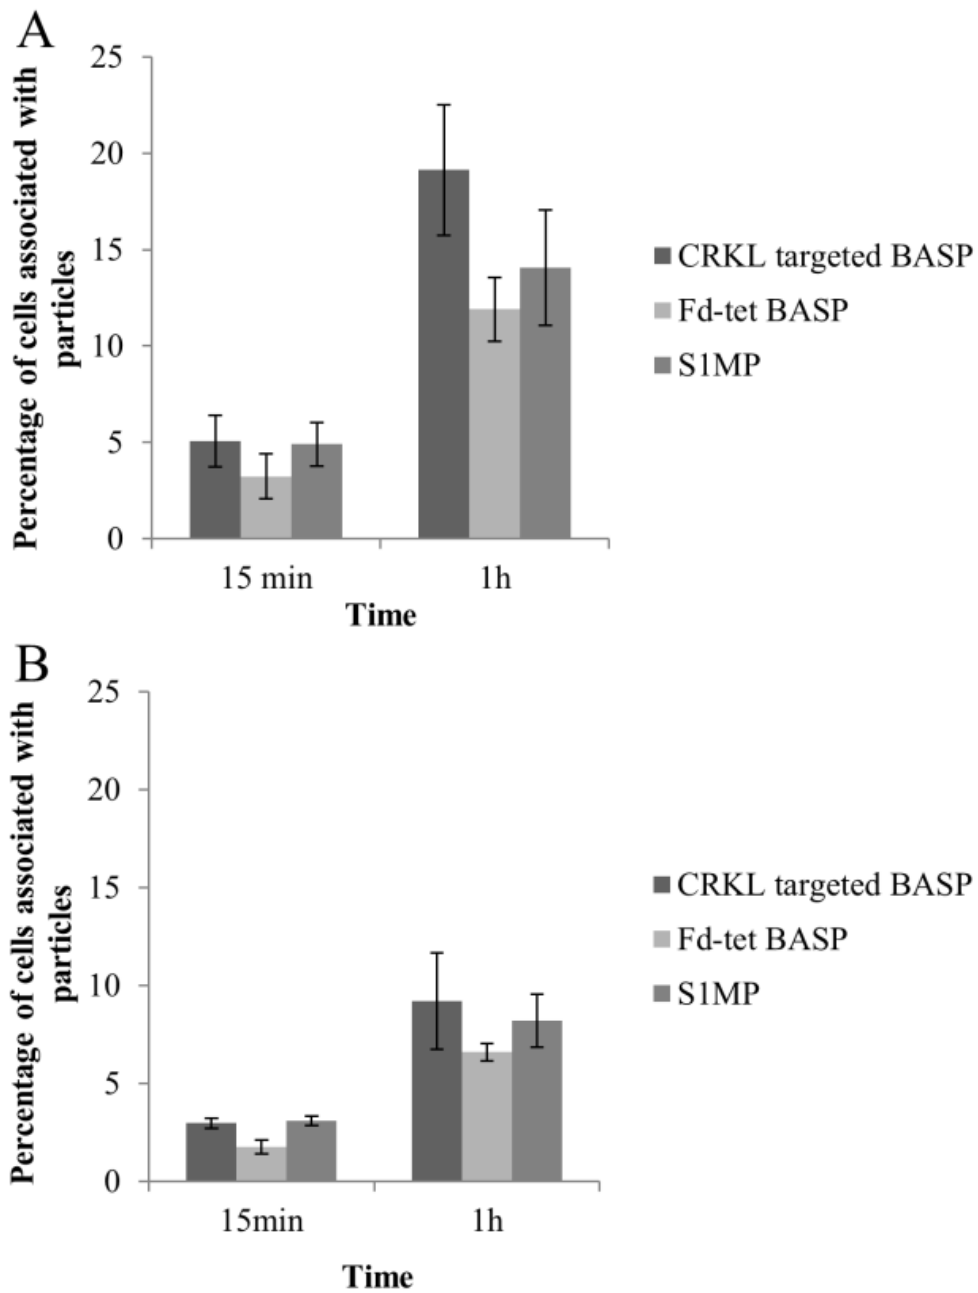 A
Percentage of cells associated with
particles
25
20
15
10
5
0
15 min
1h
Time
CRKL targeted BASP
Fd-tet BASP
S1MP
B
Percentage of cells associated with
particles
25
20
15
10
5
0
15min
1h
Time
CRKL targeted BASP
Fd-tet BASP
S1MP